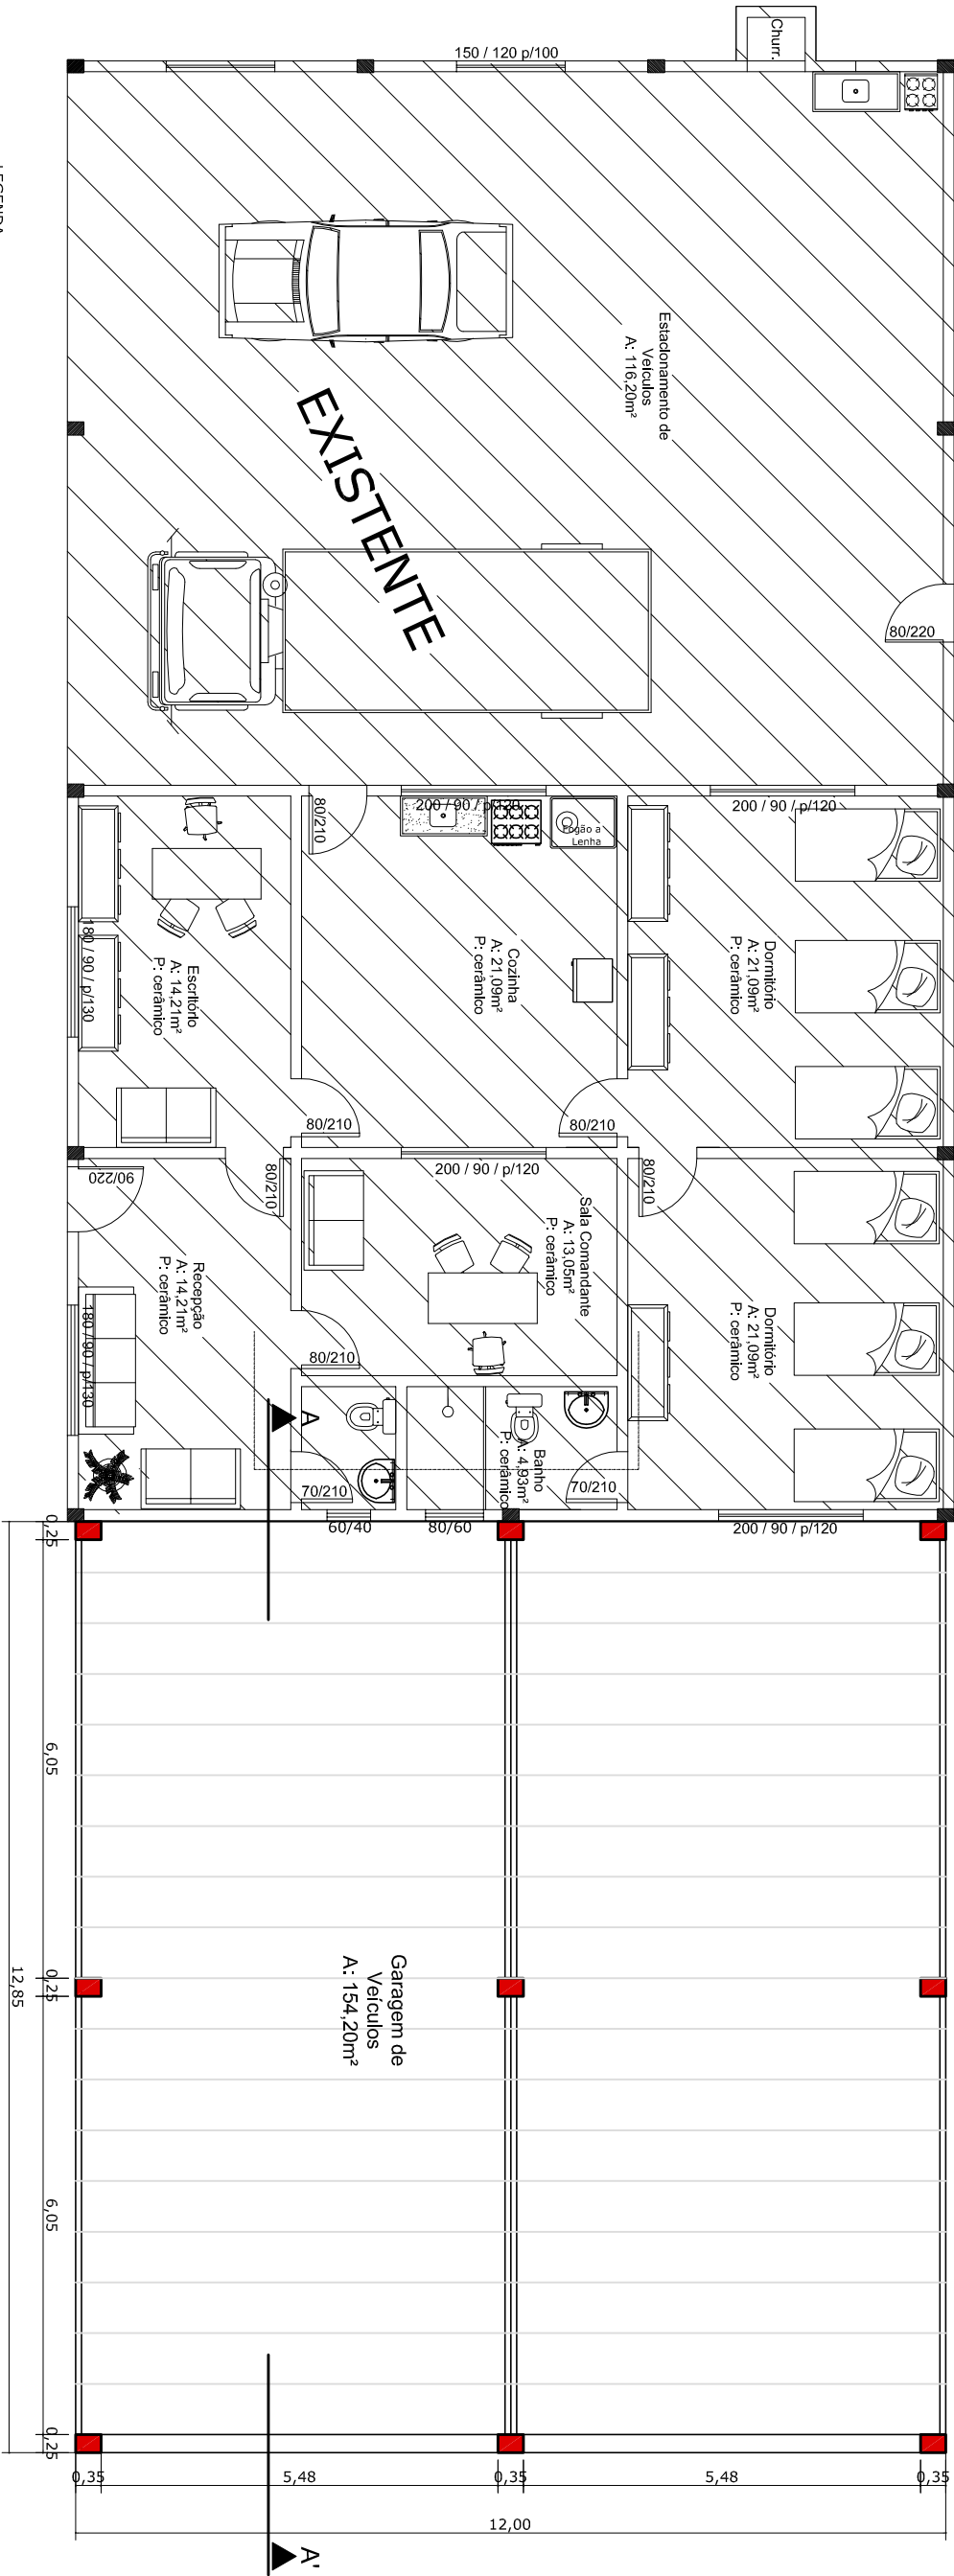 Churr.
150 / 120 p/100
Estacionamento de
Veículos
A: 116,20m²
EXISTENTE
80/220
80/210
200 / 90 / p/120
Fogão a
Lenha
200 / 90 / p/120
180 / 90 / p/130
Escritório
A: 14,21m²
P: cerâmico
Cozinha
A: 21,09m²
P: cerâmico
Dormitório
A: 21,09m²
P: cerâmico
80/210
80/210
90/220
80/210
200 / 90 / p/120
80/210
Recepção
A: 14,21m²
P: cerâmico
180 / 90 / p/130
Sala Comandante
A: 13,05m²
P: cerâmico
Dormitório
A: 21,09m²
P: cerâmico
80/210
A
Banho
A: 4,93m²
P: cerâmico
70/210
70/210
60/40
80/60
200 / 90 / p/120
0,25
6,05
0,25
12,85
6,05
0,25
Garagem de
Veículos
A: 154,20m²
0,35
5,48
0,35
5,48
0,35
12,00
A'